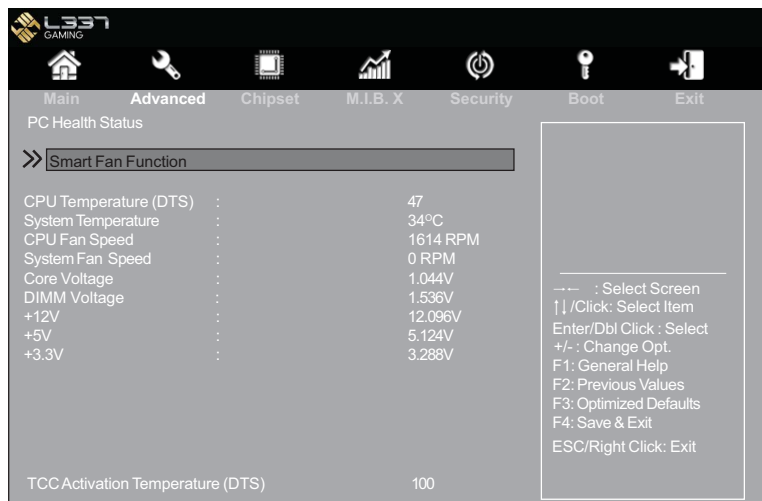 L337
GAMING
Main Advanced Chipset M.I.B. X Security Boot Exit
PC Health Status
>> Smart Fan Function
CPU Temperature (DTS) : 47
System Temperature : 34°C
CPU Fan Speed : 1614 RPM
System Fan Speed : 0 RPM
Core Voltage : 1.044V
DIMM Voltage : 1.536V
+12V : 12.096V
+5V : 5.124V
+3.3V : 3.288V
TCC Activation Temperature (DTS) 100
→← : Select Screen
↑↓/Click: Select Item
Enter/Dbl Click : Select
+/- : Change Opt.
F1: General Help
F2: Previous Values
F3: Optimized Defaults
F4: Save & Exit
ESC/Right Click: Exit